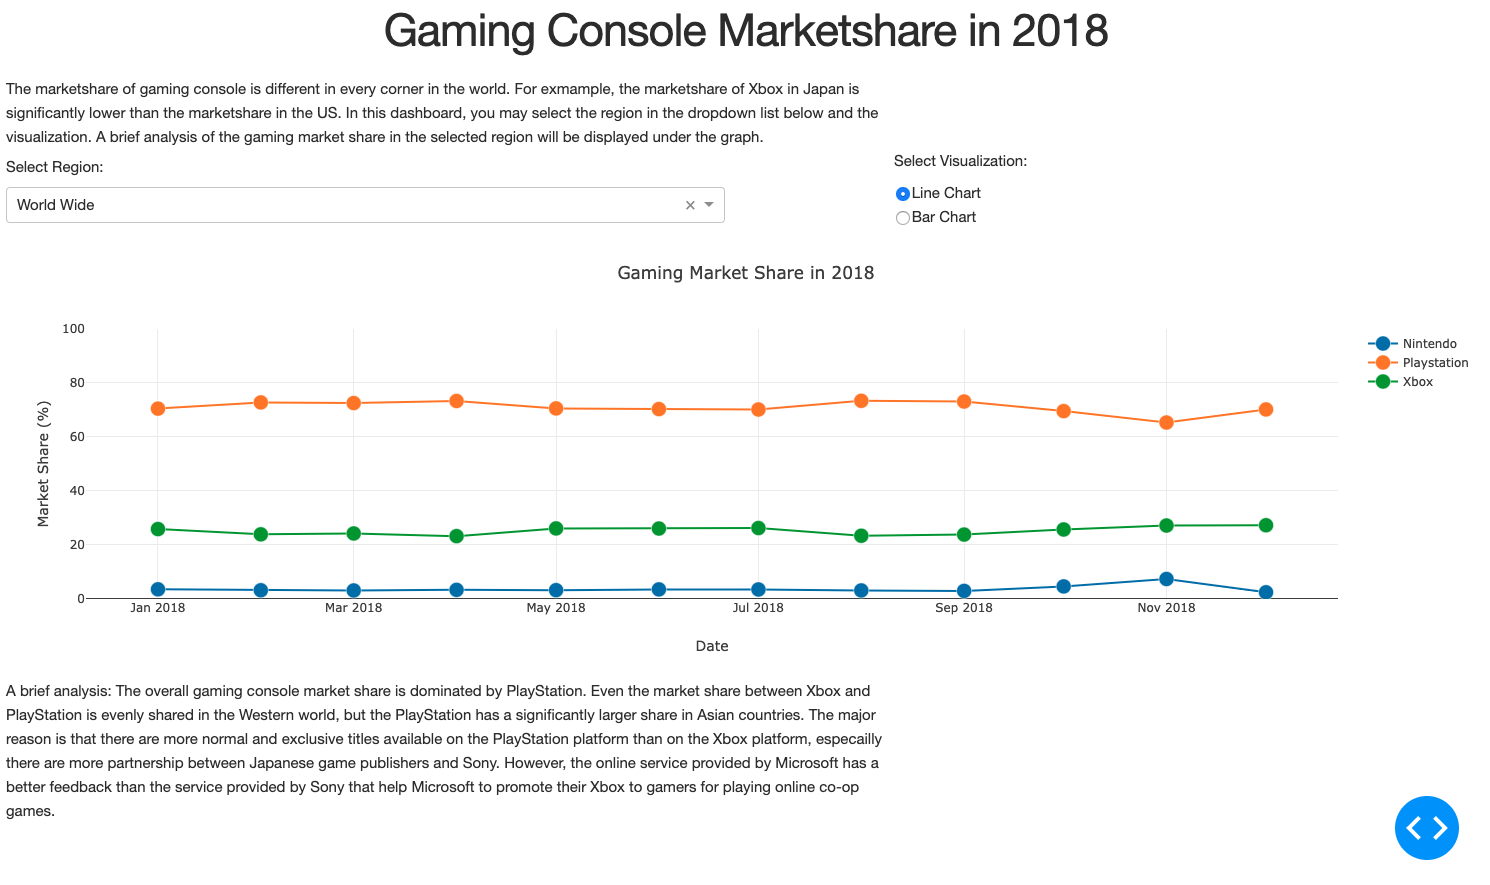 Gaming Console Marketshare in 2018
The marketshare of gaming console is different in every corner in the world. For exmample, the marketshare of Xbox in Japan is
significantly lower than the marketshare in the US. In this dashboard, you may select the region in the dropdown list below and the
visualization. A brief analysis of the gaming market share in the selected region will be displayed under the graph.
Select Region:
World Wide
Select Visualization:
Line Chart
Bar Chart
Gaming Market Share in 2018
100
80
60
40
20
0
Market Share (%)
Jan 2018
Mar 2018
May 2018
Jul 2018
Sep 2018
Nov 2018
Date
Nintendo
Playstation
Xbox
A brief analysis: The overall gaming console market share is dominated by PlayStation. Even the market share between Xbox and
PlayStation is evenly shared in the Western world, but the PlayStation has a significantly larger share in Asian countries. The major
reason is that there are more normal and exclusive titles available on the PlayStation platform than on the Xbox platform, especailly
there are more partnership between Japanese game publishers and Sony. However, the online service provided by Microsoft has a
better feedback than the service provided by Sony that help Microsoft to promote their Xbox to gamers for playing online co-op
games.